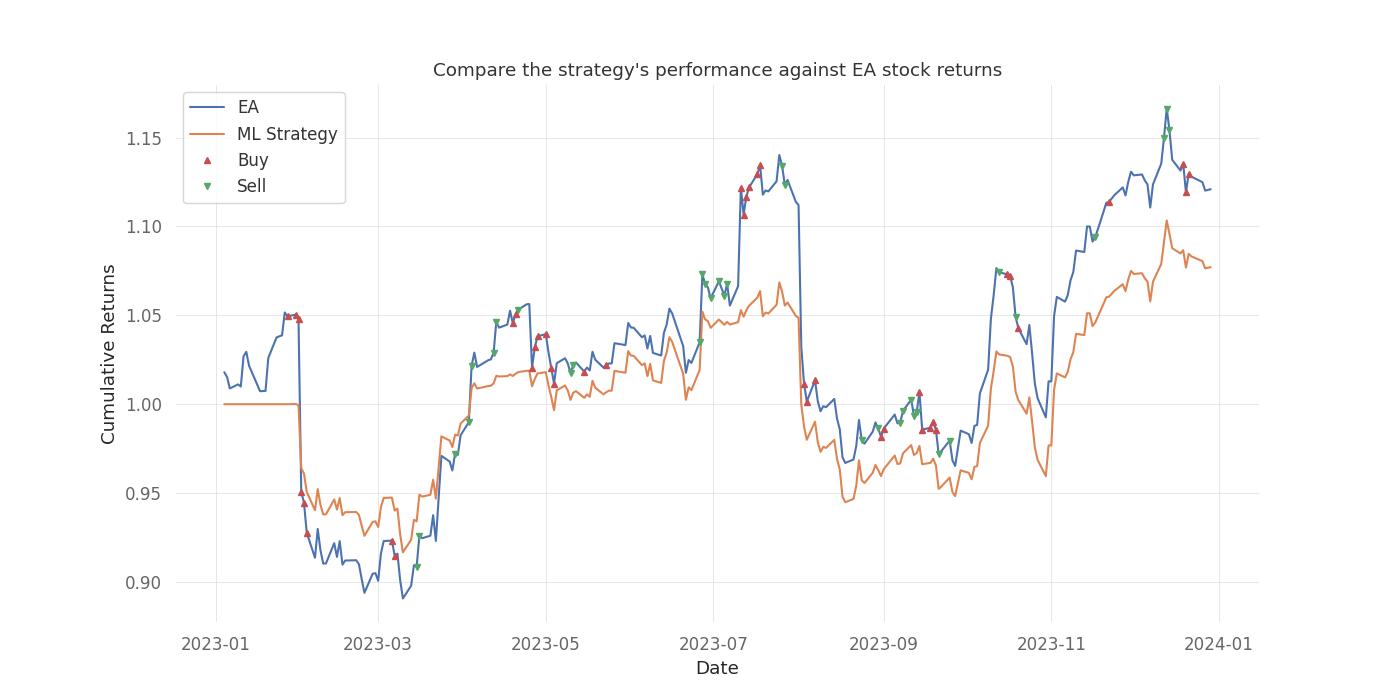 Compare the strategy's performance against EA stock returns
EA
ML Strategy
Buy
Sell
1.15
1.10
1.05
1.00
0.95
0.90
Cumulative Returns
2023-01
2023-03
2023-05
2023-07
2023-09
2023-11
2024-01
Date